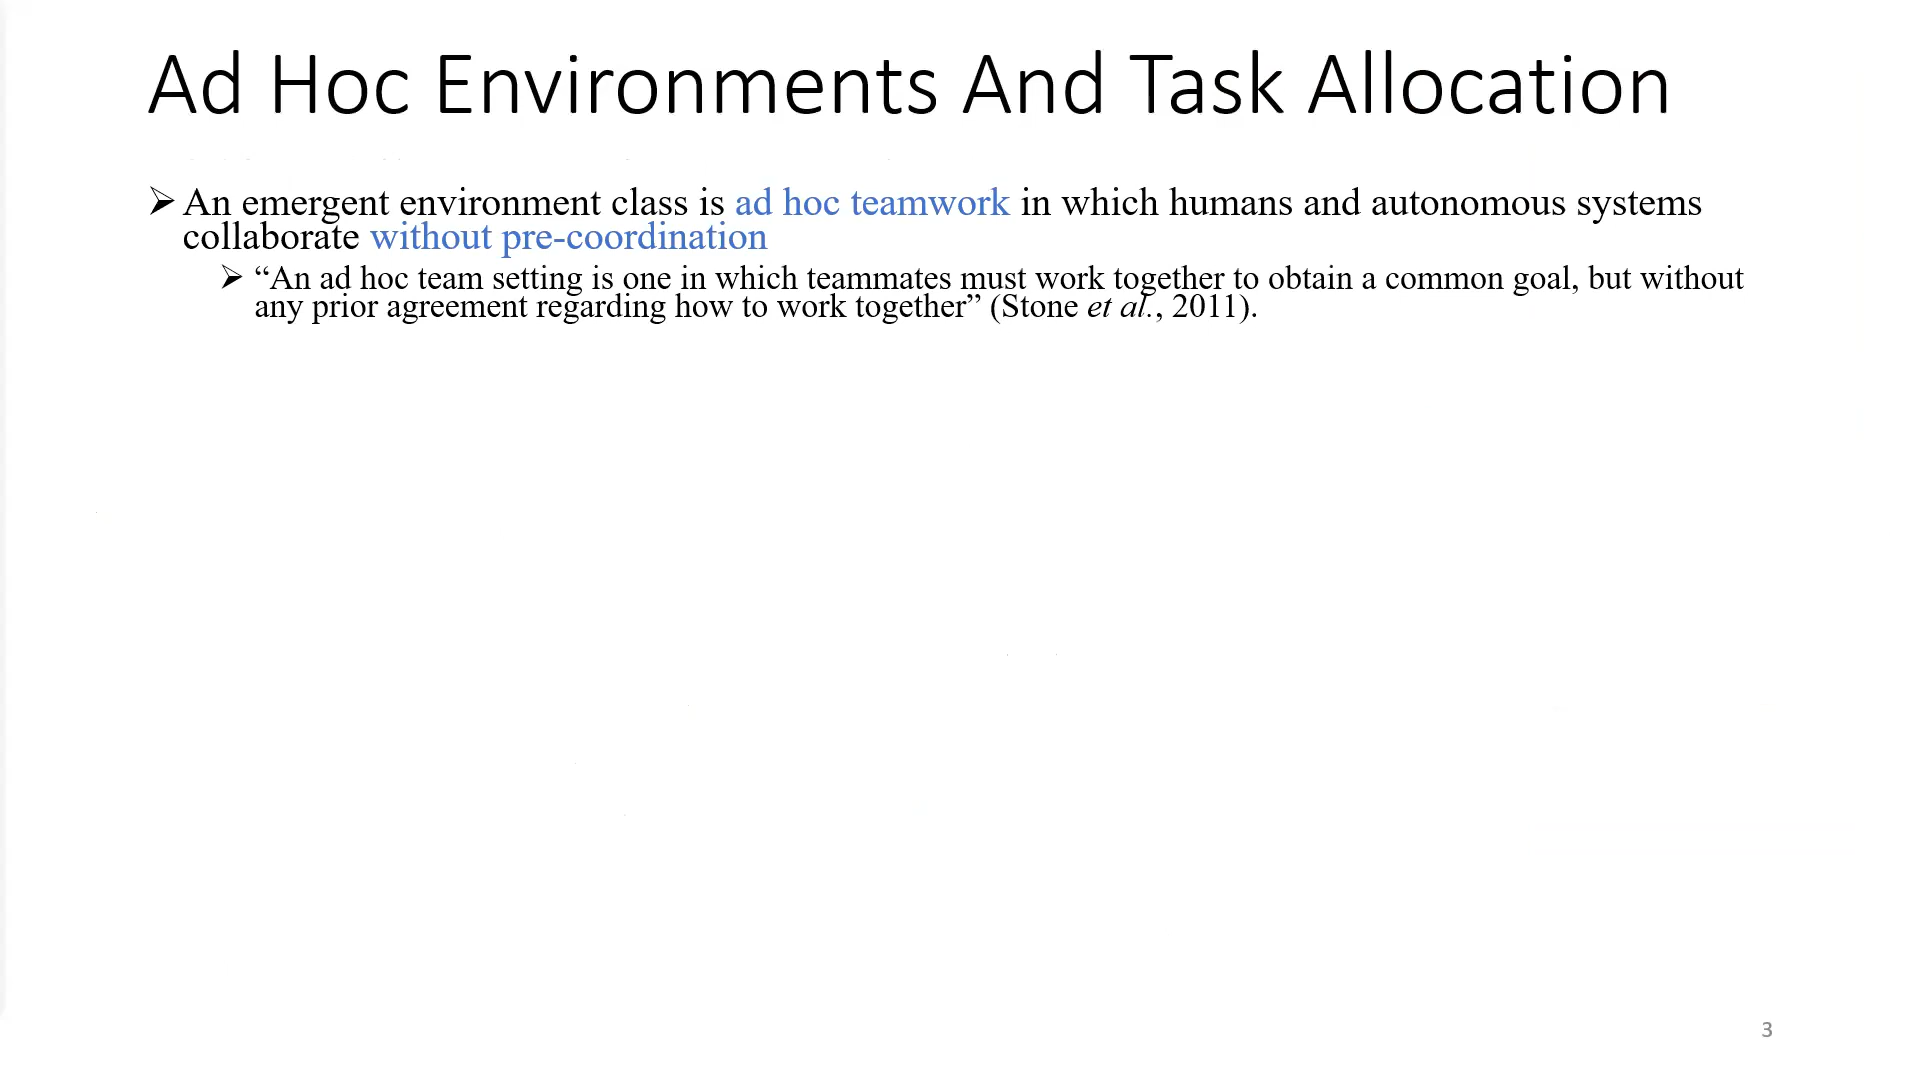 Ad Hoc Environments And Task Allocation
➢ An emergent environment class is ad hoc teamwork in which humans and autonomous systems
collaborate without pre-coordination
➢ “An ad hoc team setting is one in which teammates must work together to obtain a common goal, but without
any prior agreement regarding how to work together” (Stone et al., 2011).
3